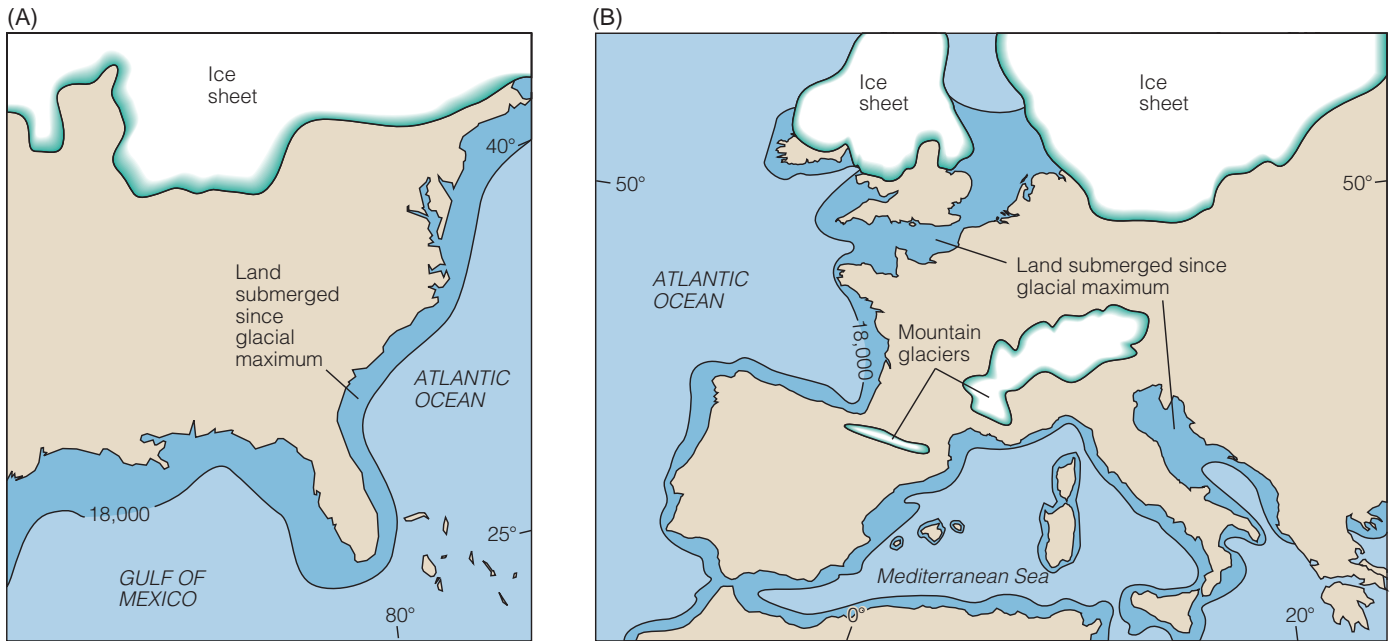 (A)
Ice
sheet
40°
Land
submerged
since
glacial
maximum
ATLANTIC
OCEAN
18,000
25°
GULF OF
MEXICO
80°
(B)
Ice
sheet
Ice
sheet
50°
50°
Land submerged since
glacial maximum
ATLANTIC
OCEAN
18,000
Mountain
glaciers
Mediterranean Sea
0°
20°